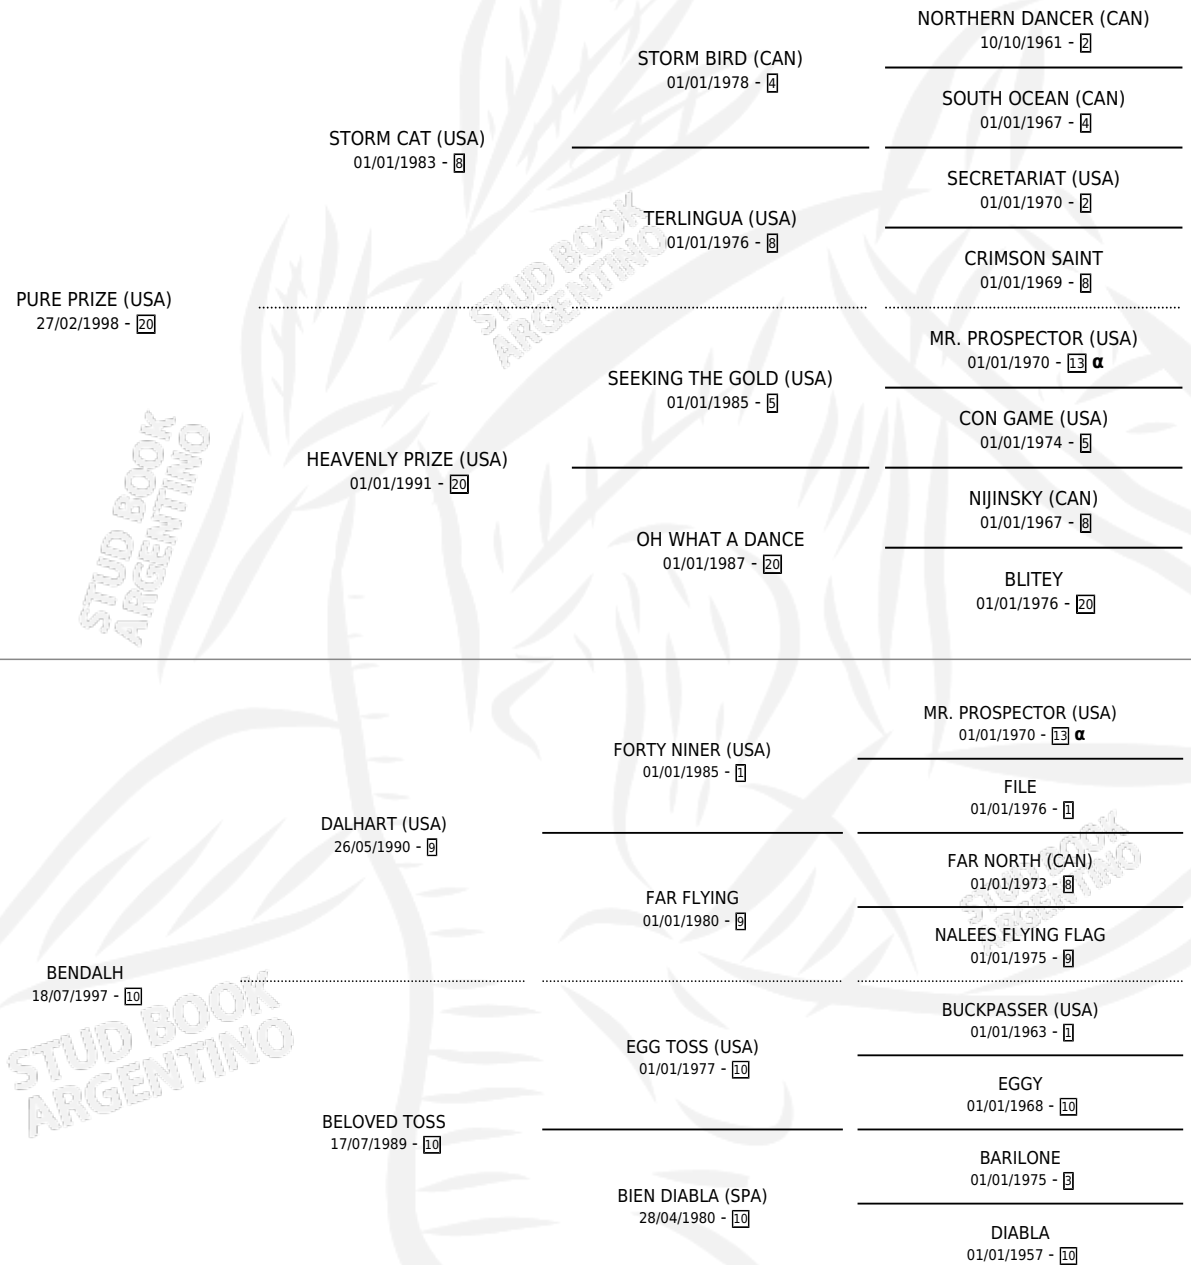 NORTHERN DANCER (CAN)
10/10/1961 - 2
STORM BIRD (CAN)
01/01/1978 - 4
SOUTH OCEAN (CAN)
01/01/1967 - 4
STORM CAT (USA)
01/01/1983 - 8
SECRETARIAT (USA)
01/01/1970 - 2
TERLINGUA (USA)
01/01/1976 - 8
CRIMSON SAINT
01/01/1969 - 8
PURE PRIZE (USA)
27/02/1998 - 20
STUD BOOK
ARGENTINO
MR. PROSPECTOR (USA)
01/01/1970 - 13 α
SEEKING THE GOLD (USA)
01/01/1985 - 5
CON GAME (USA)
01/01/1974 - 5
HEAVENLY PRIZE (USA)
01/01/1991 - 20
NIJINSKY (CAN)
01/01/1967 - 8
OH WHAT A DANCE
01/01/1987 - 20
BLITEY
01/01/1976 - 20
STUD BOOK
ARGENTINO
MR. PROSPECTOR (USA)
01/01/1970 - 13 α
FORTY NINER (USA)
01/01/1985 - 1
FILE
01/01/1976 - 1
DALHART (USA)
26/05/1990 - 9
FAR NORTH (CAN)
01/01/1973 - 8
FAR FLYING
01/01/1980 - 9
NALEES FLYING FLAG
01/01/1975 - 9
STUD BOOK
ARGENTINO
BENDALH
18/07/1997 - 10
BUCKPASSER (USA)
01/01/1963 - 1
EGG TOSS (USA)
01/01/1977 - 10
EGGY
01/01/1968 - 10
STUD BOOK
ARGENTINO
BELOVED TOSS
17/07/1989 - 10
BARILONE
01/01/1975 - 3
BIEN DIABLA (SPA)
28/04/1980 - 10
DIABLA
01/01/1957 - 10